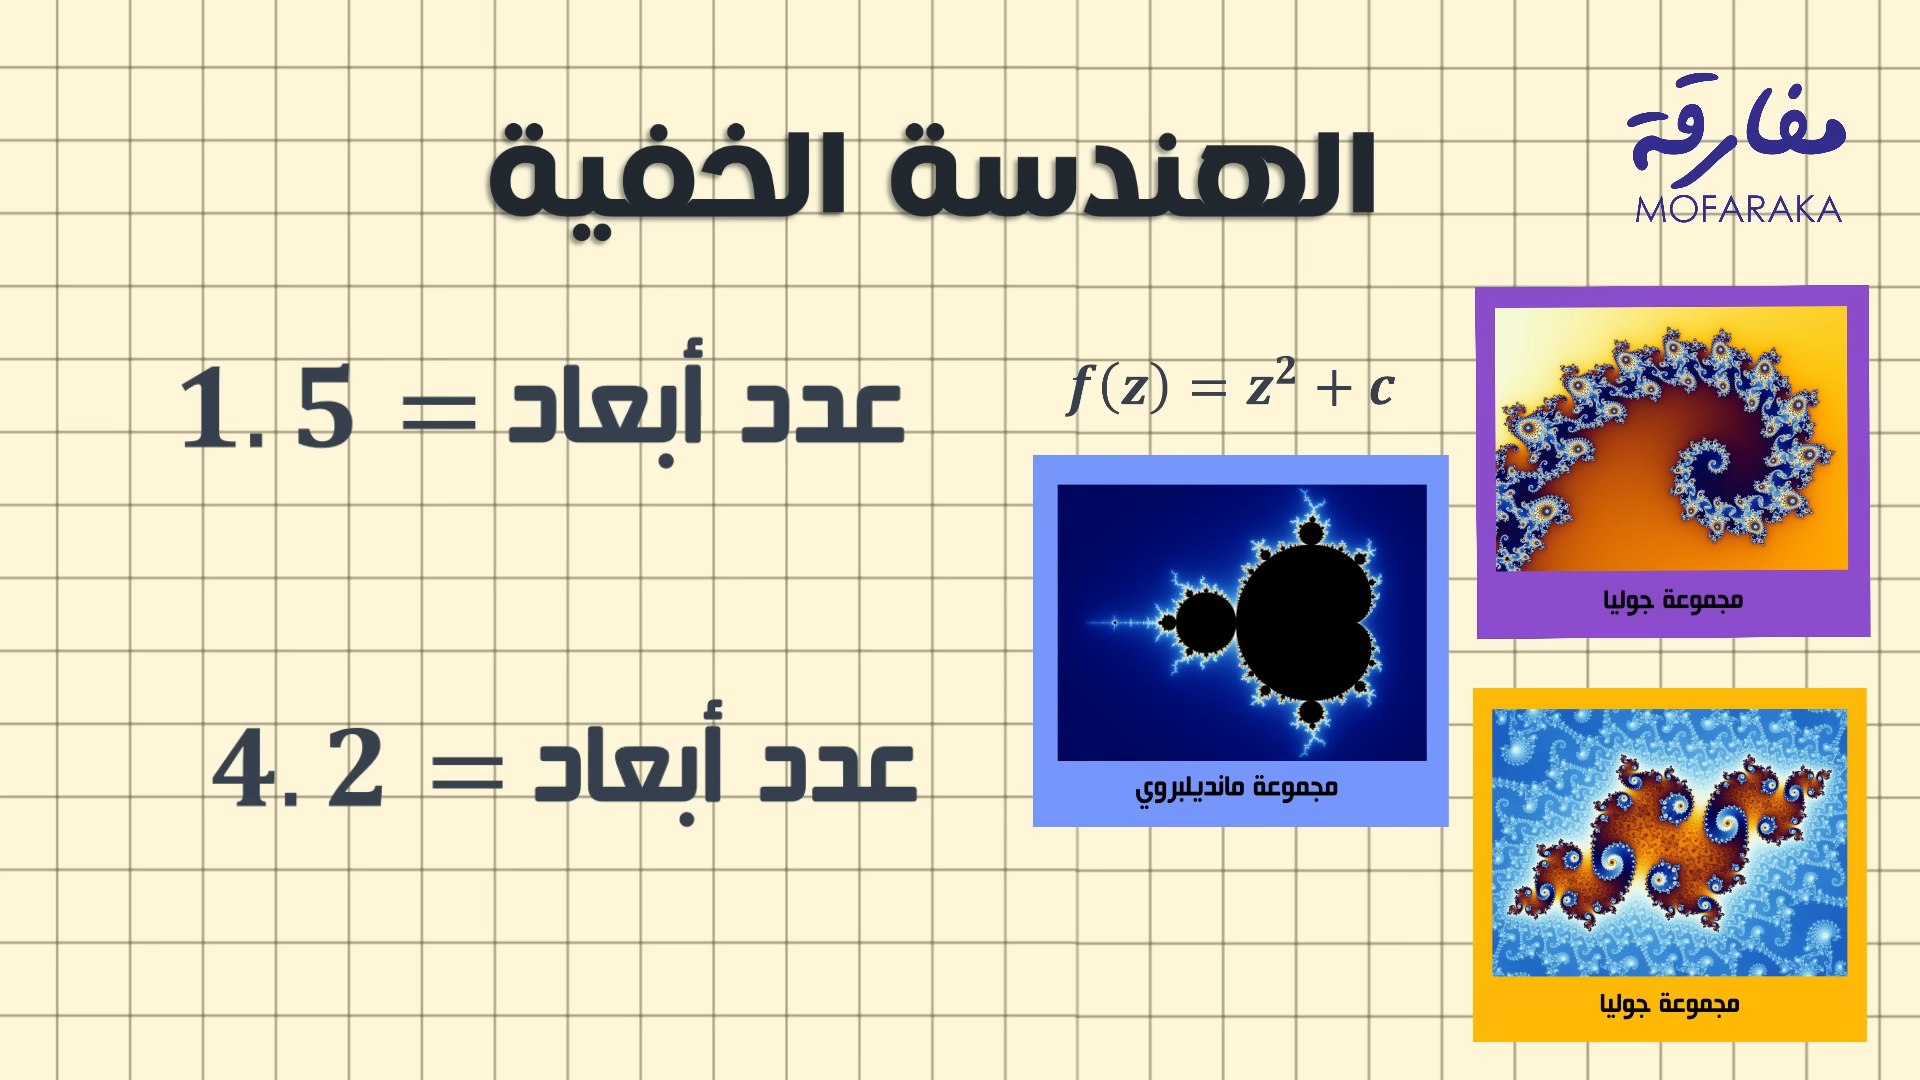 مفارقة
MOFARAKA
الهندسة الخفية
f(z) = z² + c
عدد أبعاد = 1.5
عدد أبعاد = 4.2
مجموعة جوليا
مجموعة مانديلبروي
مجموعة جوليا